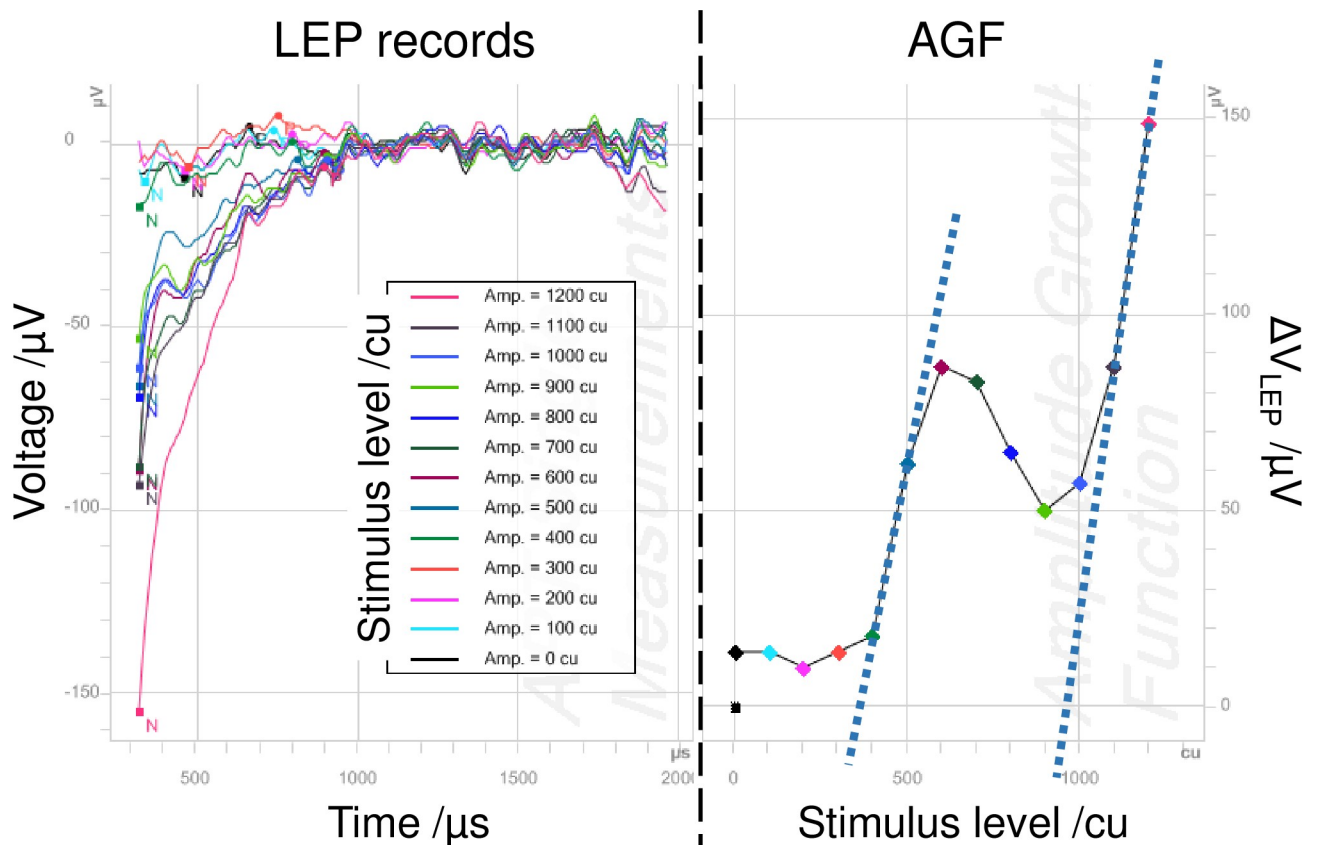 LEP records
AGF
µV
0
-50
-100
-150
Voltage /µV
N
N
N
N
N
N
N
N
N
Stimulus level /cu
Amp. = 1200 cu
Amp. = 1100 cu
Amp. = 1000 cu
Amp. = 900 cu
Amp. = 800 cu
Amp. = 700 cu
Amp. = 600 cu
Amp. = 500 cu
Amp. = 400 cu
Amp. = 300 cu
Amp. = 200 cu
Amp. = 100 cu
Amp. = 0 cu
Measurements
µs
500
1000
1500
2000
Time /µs
Amplitude Growth
Function
µV
150
100
50
0
ΔV_LEP /µV
cu
0
500
1000
Stimulus level /cu